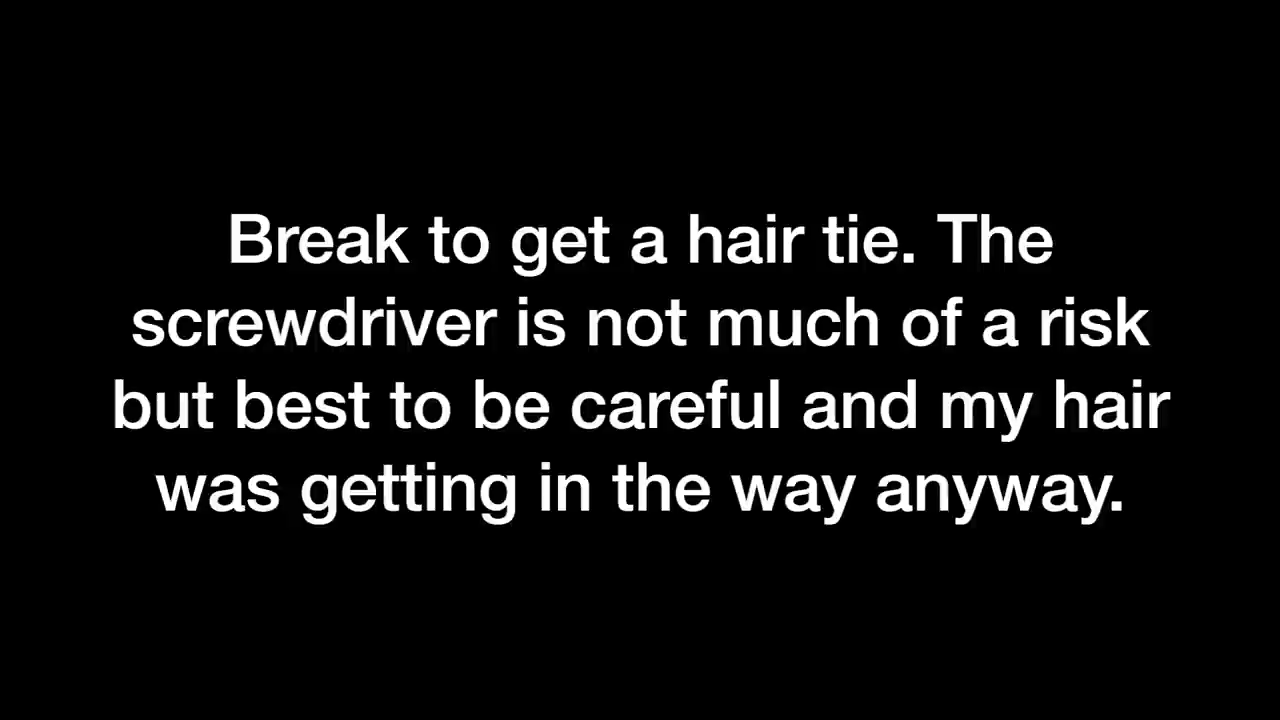 Break to get a hair tie. The
screwdriver is not much of a risk
but best to be careful and my hair
was getting in the way anyway.